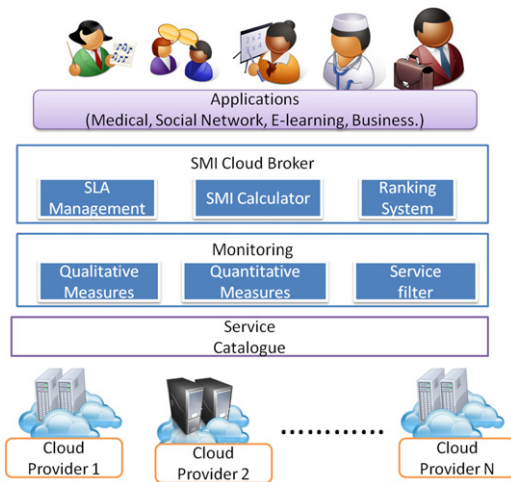 Applications
(Medical, Social Network, E-learning, Business.)
SMI Cloud Broker
SLA
Management
SMI Calculator
Ranking
System
Monitoring
Qualitative
Measures
Quantitative
Measures
Service
filter
Service
Catalogue
Cloud
Provider 1
Cloud
Provider 2
............
Cloud
Provider N